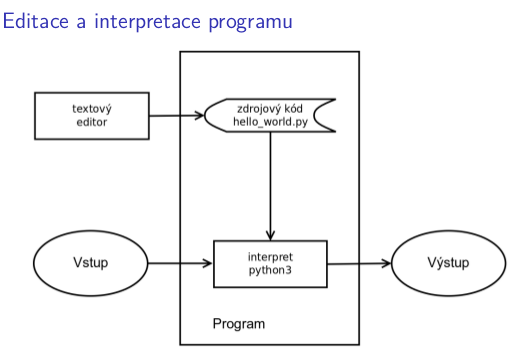 Editace a interpretace programu
textový
editor
zdrojový kód
hello_world.py
Vstup
interpret
python3
Výstup
Program